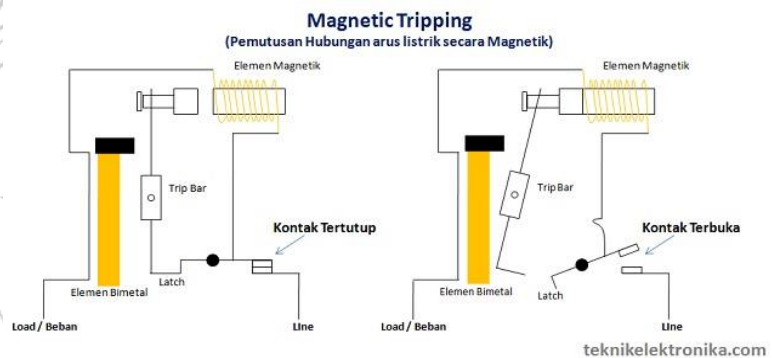 Magnetic Tripping
(Pemutusan Hubungan arus listrik secara Magnetik)
Elemen Magnetik
Trip Bar
Kontak Tertutup
Latch
Elemen Bimetal
Load / Beban
LIne
Elemen Magnetik
Trip Bar
Kontak Terbuka
Elemen Bimetal
Latch
Load / Beban
LIne
teknikelektronika.com